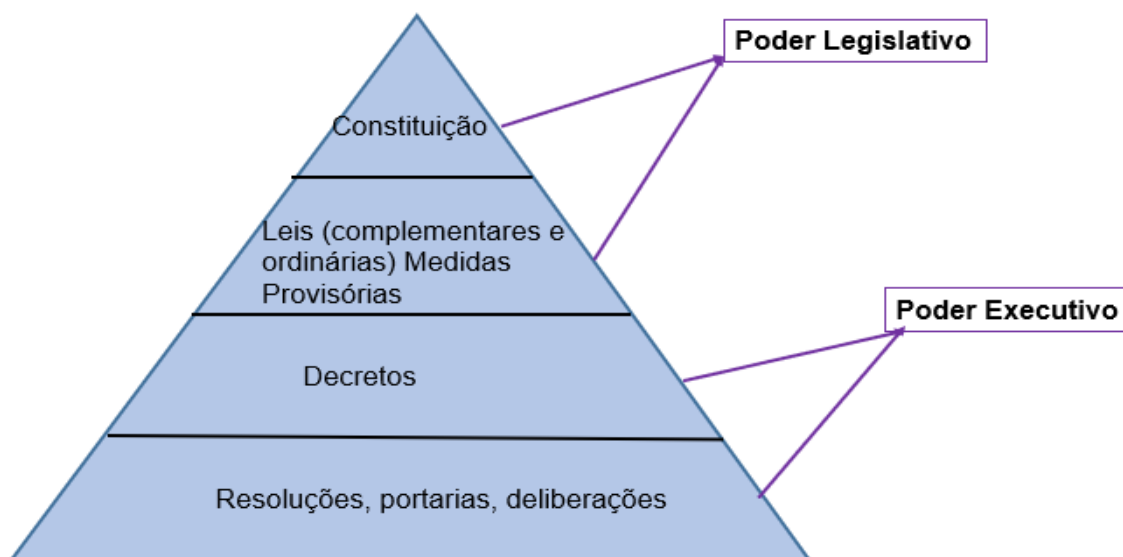 Poder Legislativo
Constituição
Leis (complementares e
ordinárias) Medidas
Provisórias
Poder Executivo
Decretos
Resoluções, portarias, deliberações